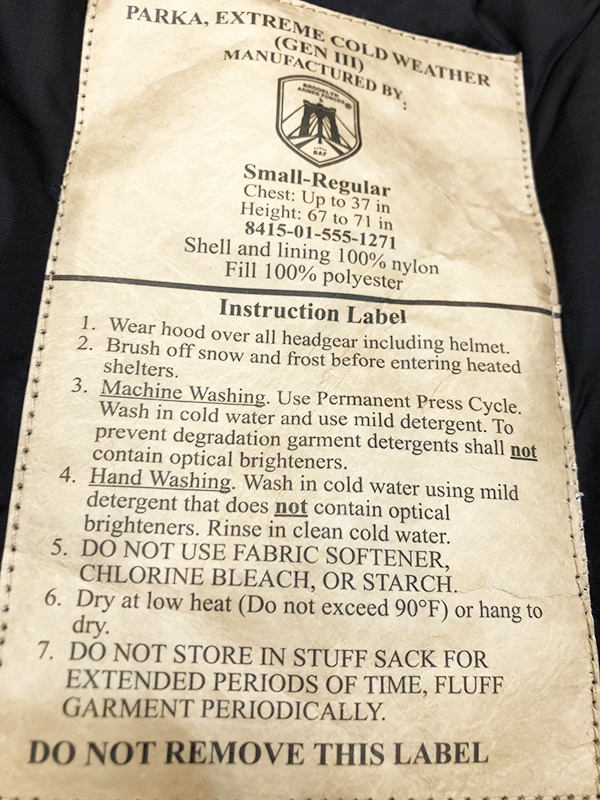 PARKA, EXTREME COLD WEATHER
(GEN III)
MANUFACTURED BY:
BROOKLYN
ARMED FORCES
BAF
Small-Regular
Chest: Up to 37 in
Height: 67 to 71 in
8415-01-555-1271
Shell and lining 100% nylon
Fill 100% polyester
Instruction Label
1. Wear hood over all headgear including helmet.
2. Brush off snow and frost before entering heated
shelters.
3. Machine Washing. Use Permanent Press Cycle.
Wash in cold water and use mild detergent. To
prevent degradation garment detergents shall not
contain optical brighteners.
4. Hand Washing. Wash in cold water using mild
detergent that does not contain optical
brighteners. Rinse in clean cold water.
5. DO NOT USE FABRIC SOFTENER,
CHLORINE BLEACH, OR STARCH.
6. Dry at low heat (Do not exceed 90°F) or hang to
dry.
7. DO NOT STORE IN STUFF SACK FOR
EXTENDED PERIODS OF TIME, FLUFF
GARMENT PERIODICALLY.
DO NOT REMOVE THIS LABEL